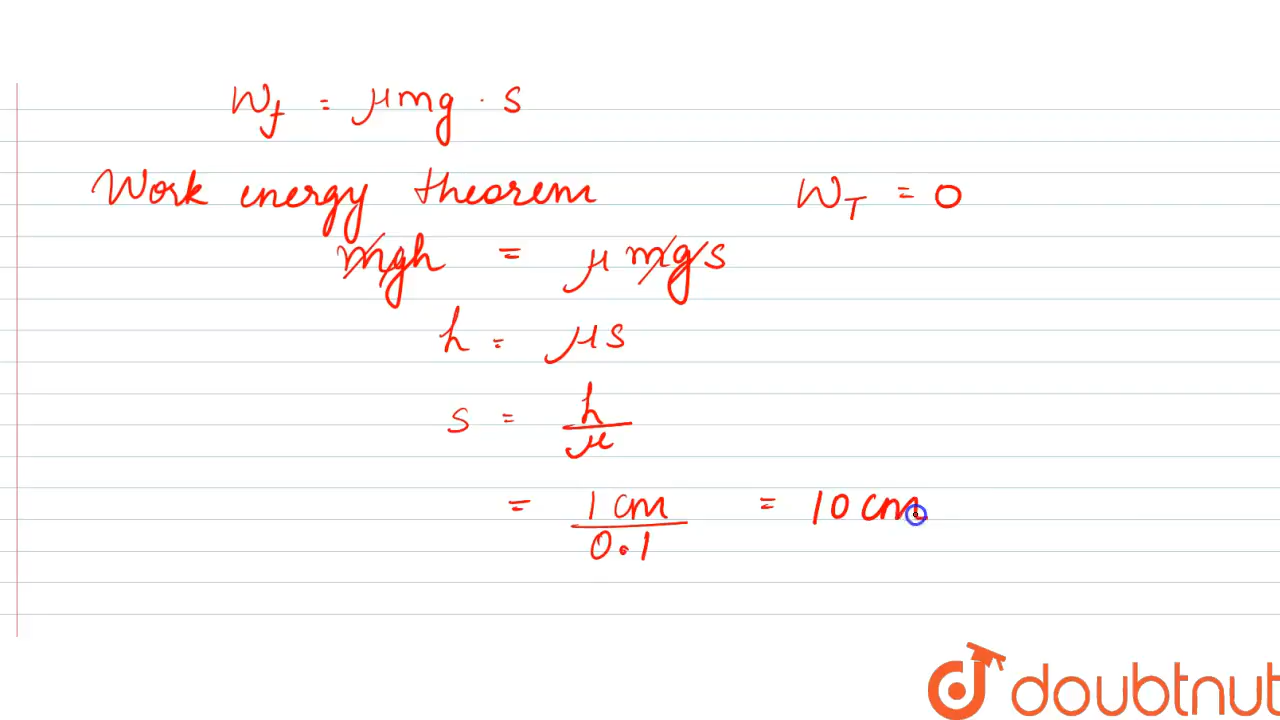 W_f = μmg · s
Work energy theorem W_T = 0
mgh = μmgs
h = μs
s = h/μ
= 1 cm/0.1 = 10 cm
doubtnut